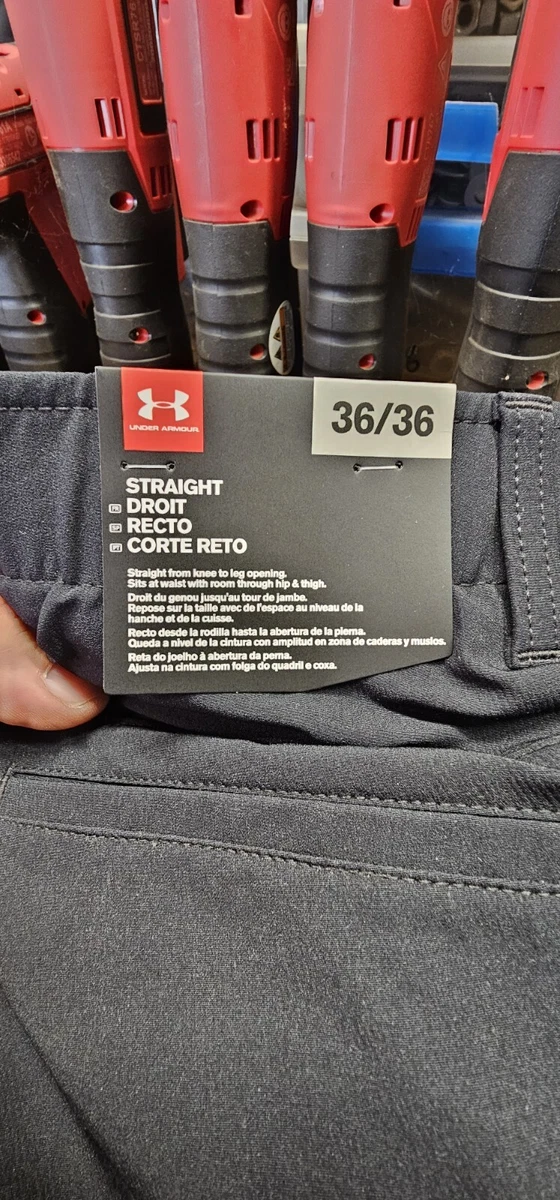 UNDER ARMOUR.
36/36
STRAIGHT
FR DROIT
SP RECTO
PT CORTE RETO
Straight from knee to leg opening.
Sits at waist with room through hip & thigh.
Droit du genou jusqu'au tour de jambe.
Repose sur la taille avec de l'espace au niveau de la
hanche et de la cuisse.
Recto desde la rodilla hasta la abertura de la pierna.
Queda a nivel de la cintura con amplitud en zona de caderas y muslos.
Reta do joelho à abertura da perna.
Ajusta na cintura com folga do quadril e coxa.